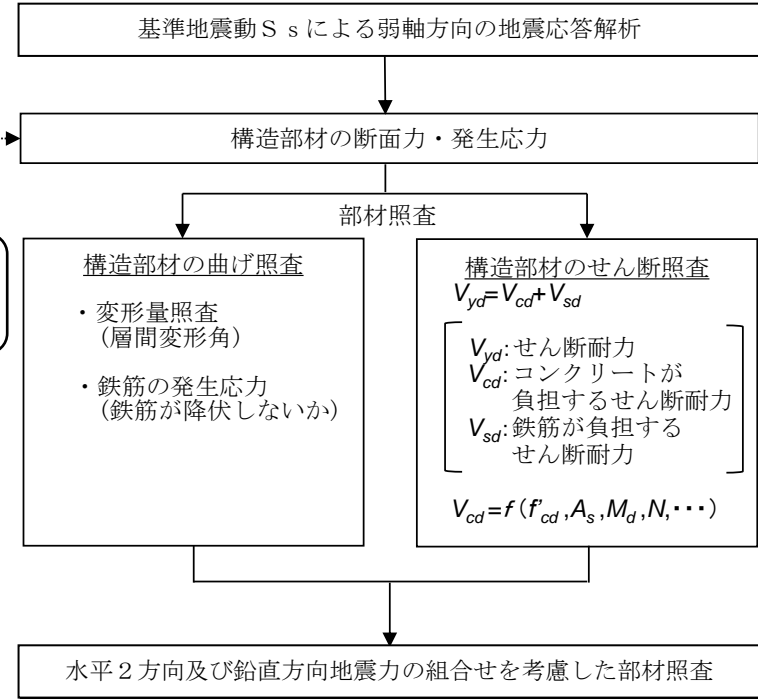 基準地震動Ｓｓによる弱軸方向の地震応答解析
構造部材の断面力・発生応力
部材照査
構造部材の曲げ照査
・変形量照査
（層間変形角）
・鉄筋の発生応力
（鉄筋が降伏しないか）
構造部材のせん断照査
Vyd=Vcd+Vsd
Vyd:せん断耐力
Vcd:コンクリートが
負担するせん断耐力
Vsd:鉄筋が負担する
せん断耐力
Vcd=f（f'cd,As,Md,N,・・・）
水平２方向及び鉛直方向地震力の組合せを考慮した部材照査